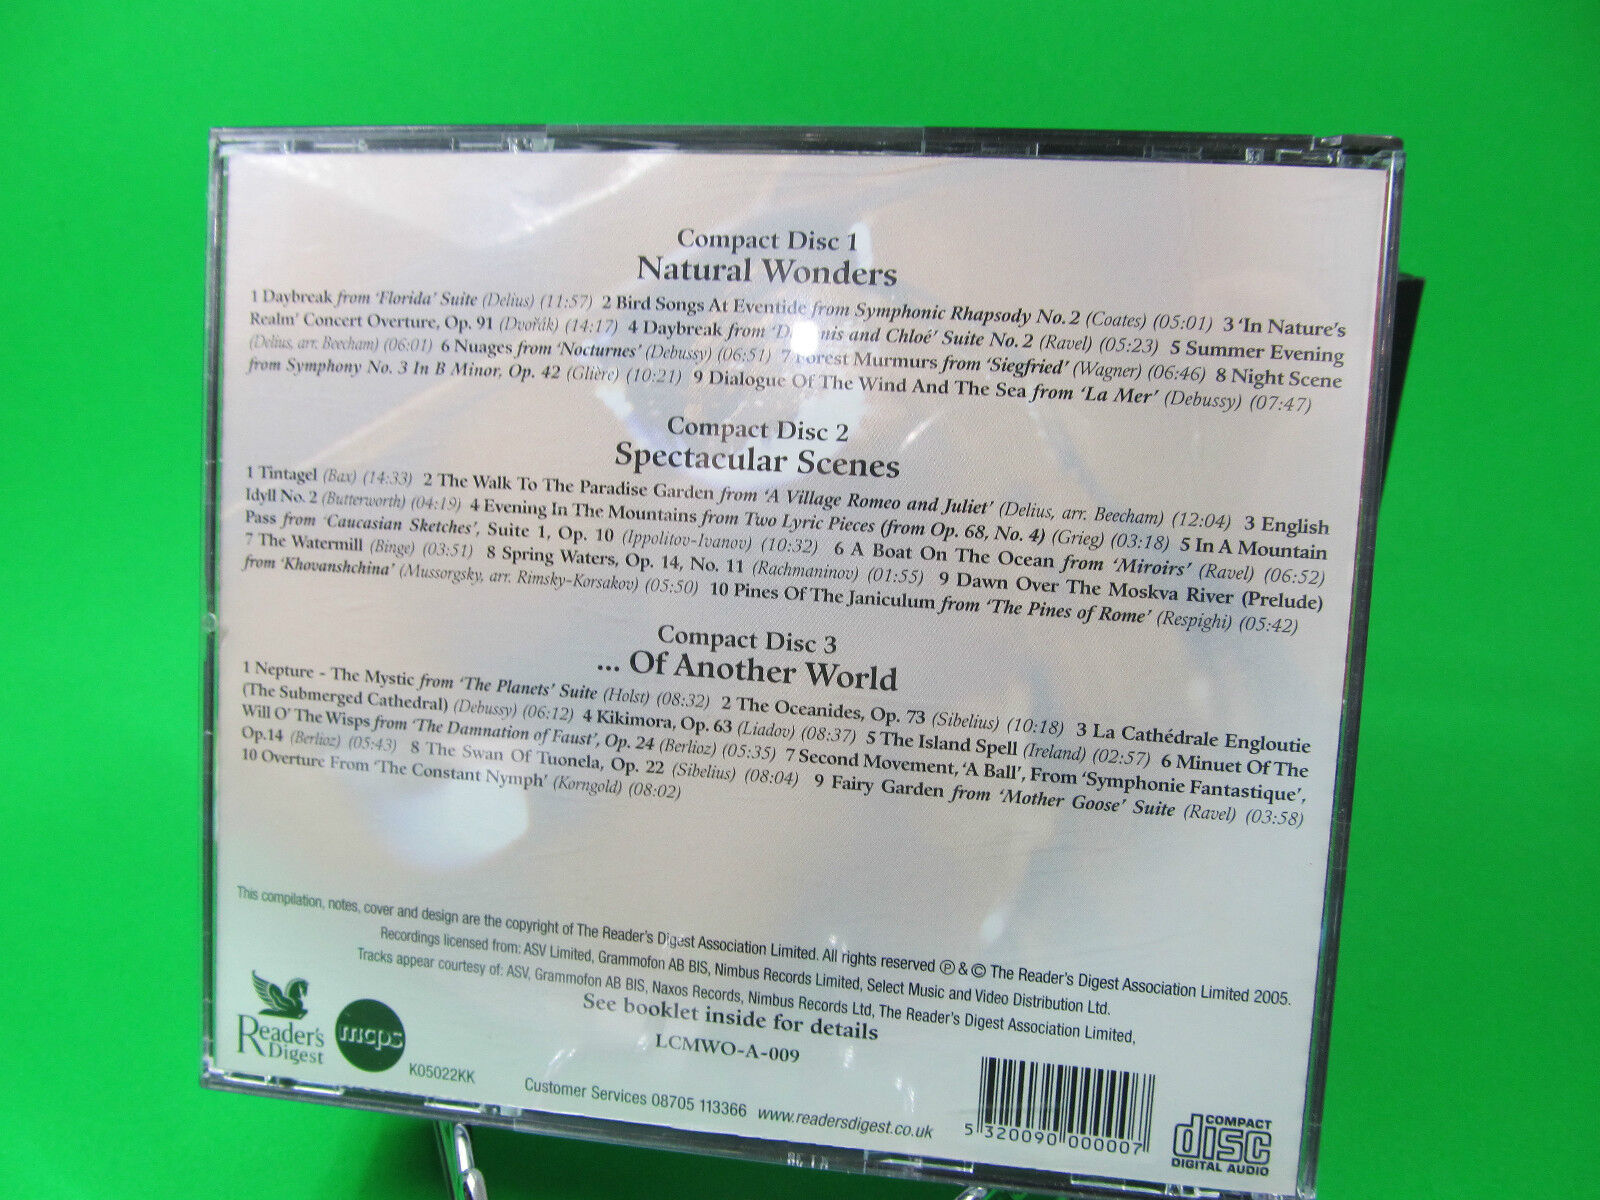 Compact Disc 1
Natural Wonders
1 Daybreak from 'Florida' Suite (Delius) (11:57) 2 Bird Songs At Eventide from Symphonic Rhapsody No. 2 (Coates) (05:01) 3 'In Nature's
Realm' Concert Overture, Op. 91 (Dvořák) (14:17) 4 Daybreak from 'D nis and Chloé' Suite No. 2 (Ravel) (05:23) 5 Summer Evening
(Delius, arr. Beecham) (06:01) 6 Nuages from 'Nocturnes' (Debussy) (06:51) 7 Forest Murmurs from 'Siegfried' (Wagner) (06:46) 8 Night Scene
from Symphony No. 3 In B Minor, Op. 42 (Glière) (10:21) 9 Dialogue Of The Wind And The Sea from 'La Mer' (Debussy) (07:47)
Compact Disc 2
Spectacular Scenes
1 Tintagel (Bax) (14:33) 2 The Walk To The Paradise Garden from 'A Village Romeo and Juliet' (Delius, arr. Beecham) (12:04) 3 English
Idyll No. 2 (Butterworth) (04:19) 4 Evening In The Mountains from Two Lyric Pieces (from Op. 68, No. 4) (Grieg) (03:18) 5 In A Mountain
Pass from 'Caucasian Sketches', Suite 1, Op. 10 (Ippolitov-Ivanov) (10:32) 6 A Boat On The Ocean from 'Miroirs' (Ravel) (06:52)
7 The Watermill (Binge) (03:51) 8 Spring Waters, Op. 14, No. 11 (Rachmaninov) (01:55) 9 Dawn Over The Moskva River (Prelude)
from 'Khovanshchina' (Mussorgsky, arr. Rimsky-Korsakov) (05:50) 10 Pines Of The Janiculum from 'The Pines of Rome' (Respighi) (05:42)
Compact Disc 3
... Of Another World
1 Nepture - The Mystic from 'The Planets' Suite (Holst) (08:32) 2 The Oceanides, Op. 73 (Sibelius) (10:18) 3 La Cathédrale Engloutie
(The Submerged Cathedral) (Debussy) (06:12) 4 Kikimora, Op. 63 (Liadov) (08:37) 5 The Island Spell (Ireland) (02:57) 6 Minuet Of The
Will O' The Wisps from 'The Damnation of Faust', Op. 24 (Berlioz) (05:35) 7 Second Movement, 'A Ball', From 'Symphonie Fantastique',
Op.14 (Berlioz) (05:43) 8 The Swan Of Tuonela, Op. 22 (Sibelius) (08:04) 9 Fairy Garden from 'Mother Goose' Suite (Ravel) (03:58)
10 Overture From 'The Constant Nymph' (Korngold) (08:02)
This compilation, notes, cover and design are the copyright of The Reader's Digest Association Limited. All rights reserved ℗ & © The Reader's Digest Association Limited 2005.
Recordings licensed from: ASV Limited, Grammofon AB BIS, Nimbus Records Limited, Select Music and Video Distribution Ltd.
Tracks appear courtesy of: ASV, Grammofon AB BIS, Naxos Records, Nimbus Records Ltd, The Reader's Digest Association Limited,
See booklet inside for details
LCMWO-A-009
Reader's
Digest
mcps
K05022KK
Customer Services 08705 113366 www.readersdigest.co.uk
5 320090 000007
COMPACT
disc
DIGITAL AUDIO